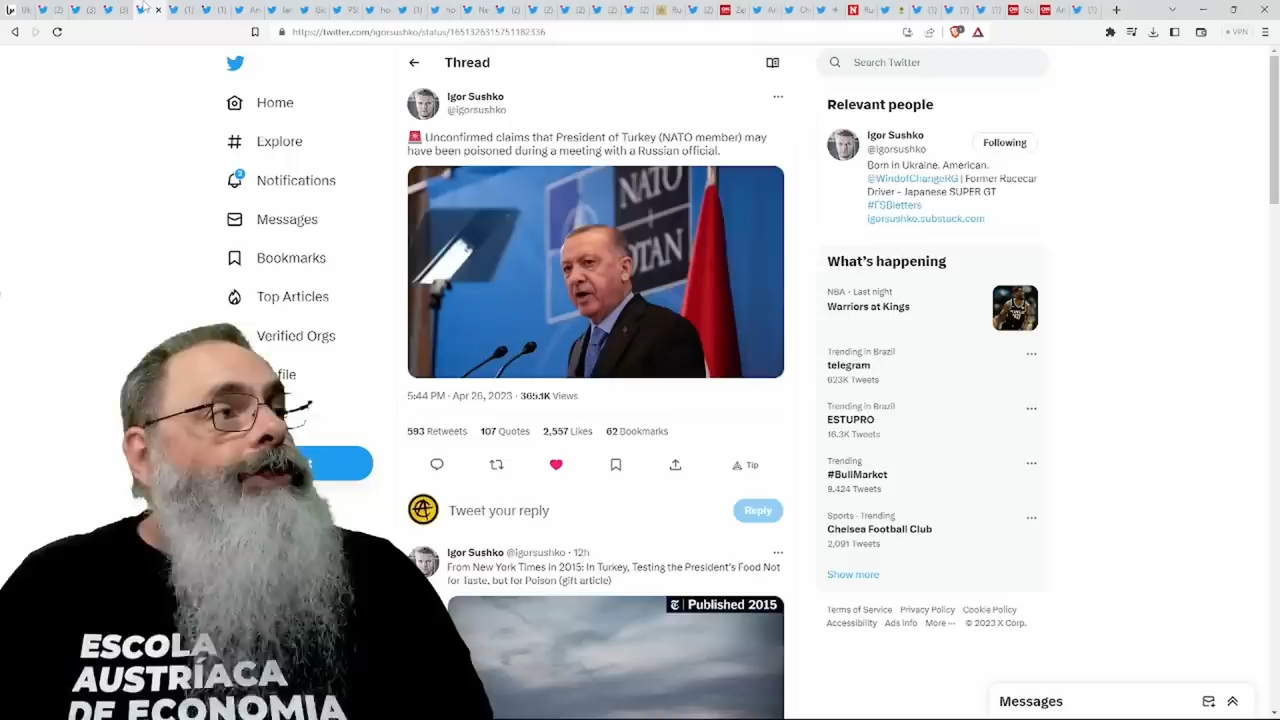 https://twitter.com/igorsushko/status/1651326315751182336
Home
Explore
Notifications
Messages
Bookmarks
Top Articles
Verified Orgs
Thread
Igor Sushko
@igorsushko
🚨 Unconfirmed claims that President of Turkey (NATO member) may
have been poisoned during a meeting with a Russian official.
NATO
OTAN
5:44 PM · Apr 26, 2023 · 365.1K Views
593 Retweets 107 Quotes 2,557 Likes 62 Bookmarks
Tip
Tweet your reply
Reply
Igor Sushko @igorsushko · 12h
From New York Times in 2015: In Turkey, Testing the President's Food Not
for Taste, but for Poison (gift article)
Published 2015
Search Twitter
Relevant people
Igor Sushko
@igorsushko
Following
Born in Ukraine. American.
@WindofChangeRG | Former Racecar
Driver - Japanese SUPER GT
#FSBletters
igorsushko.substack.com
What's happening
NBA · Last night
Warriors at Kings
Trending in Brazil
telegram
623K Tweets
Trending in Brazil
ESTUPRO
16.3K Tweets
Trending
#BullMarket
9,424 Tweets
Sports · Trending
Chelsea Football Club
2,091 Tweets
Show more
Terms of Service Privacy Policy Cookie Policy
Accessibility Ads Info More ··· © 2023 X Corp.
Messages
ESCOLA
AUSTRÍACA
DE ECONOMIA